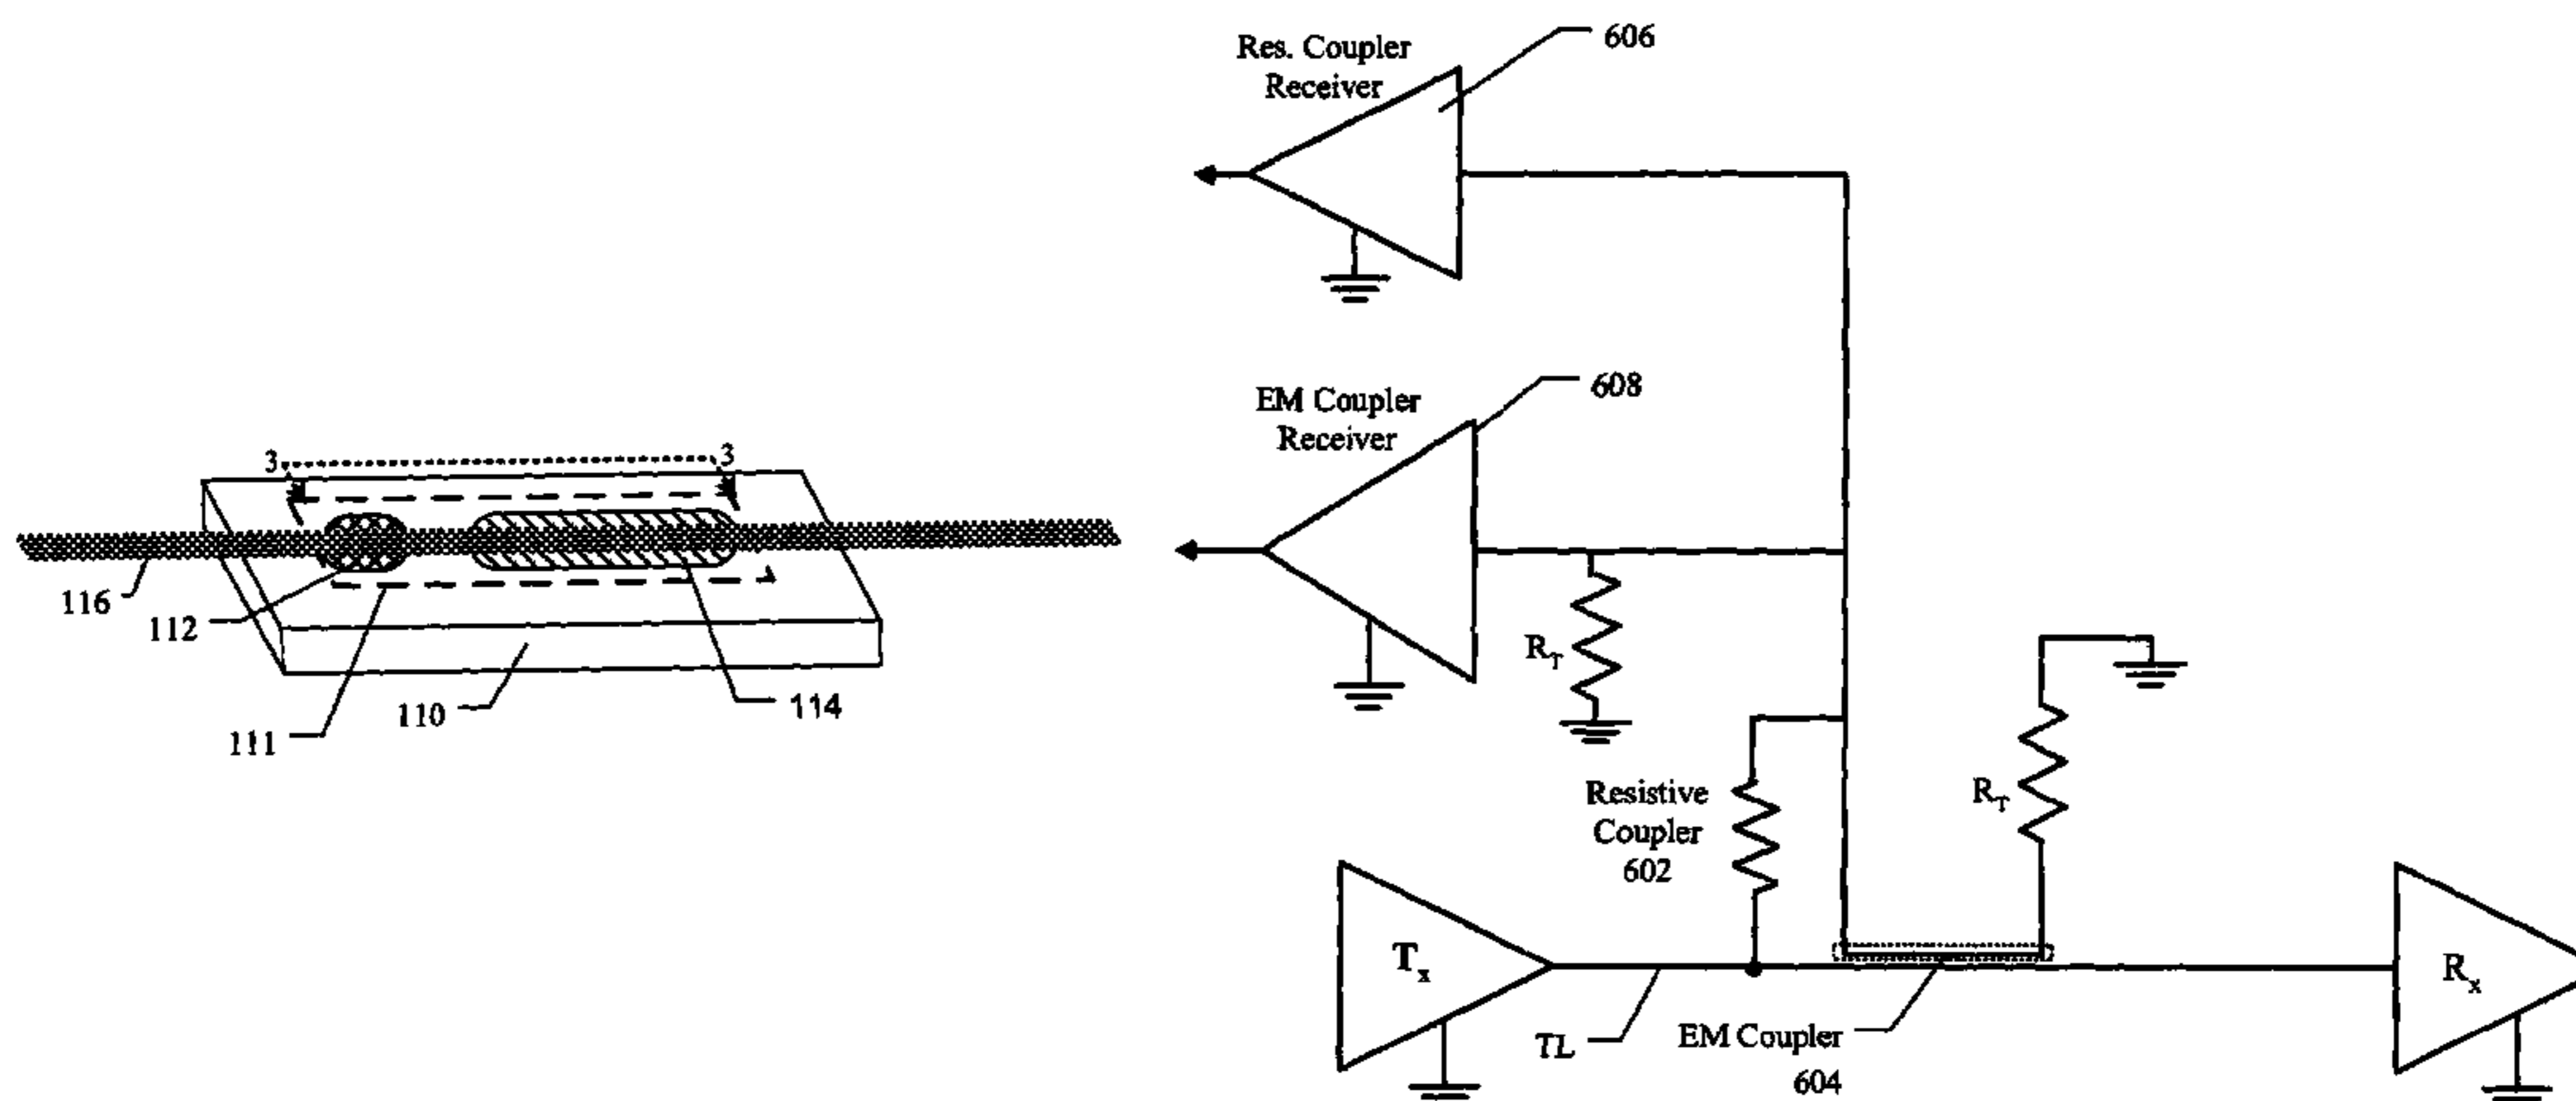 3 3
116
112
111
110
114
Res. Coupler
Receiver
606
EM Coupler
Receiver
608
R_T
Resistive
Coupler
602
R_T
T_x
R_x
TL
EM Coupler
604